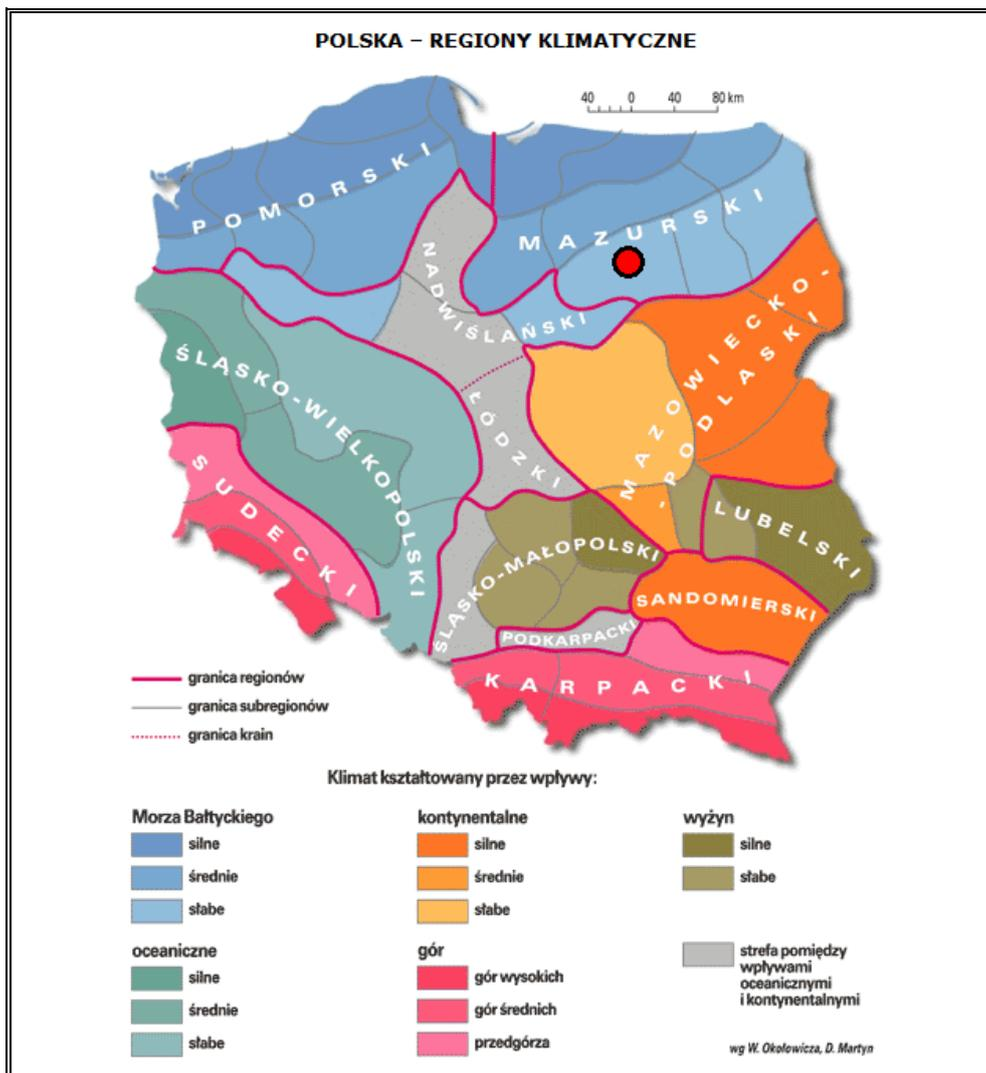 POLSKA – REGIONY KLIMATYCZNE
40 0 40 80 km
POMORSKI
MAZURSKI
NADWIŚLAŃSKI
MAZOWIECKO-
-PODLASKI
ŚLĄSKO-WIELKOPOLSKI
ŁÓDZKI
SUDECKI
LUBELSKI
ŚLĄSKO-MAŁOPOLSKI
SANDOMIERSKI
PODKARPACKI
KARPACKI
granica regionów
granica subregionów
granica krain
Klimat kształtowany przez wpływy:
Morza Bałtyckiego
silne
średnie
słabe
oceaniczne
silne
średnie
słabe
kontynentalne
silne
średnie
słabe
gór
gór wysokich
gór średnich
przedgórza
wyżyn
silne
słabe
strefa pomiędzy
wpływami
oceanicznymi
i kontynentalnymi
wg W. Okołowicza, D. Martyn